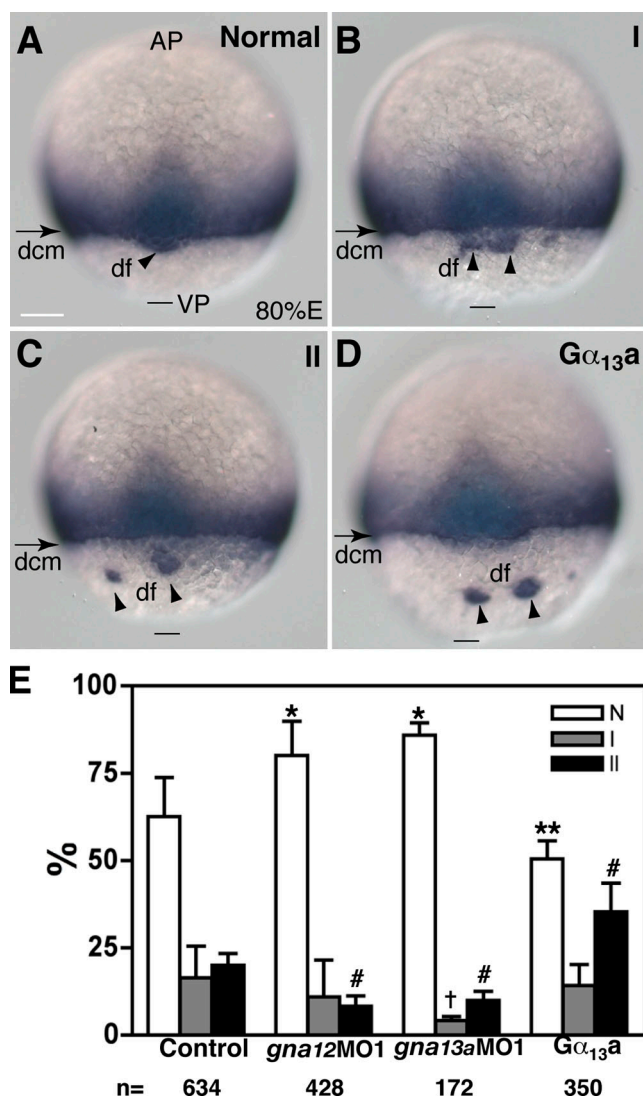 A AP Normal
dcm
df
VP
80%E
B I
dcm
df
C II
dcm
df
D Gα₁₃a
dcm
df
E
100
75
50
25
0
%
N
I
II
* * ** #
# † #
Control gna12MO1 gna13aMO1 Gα₁₃a
n= 634 428 172 350